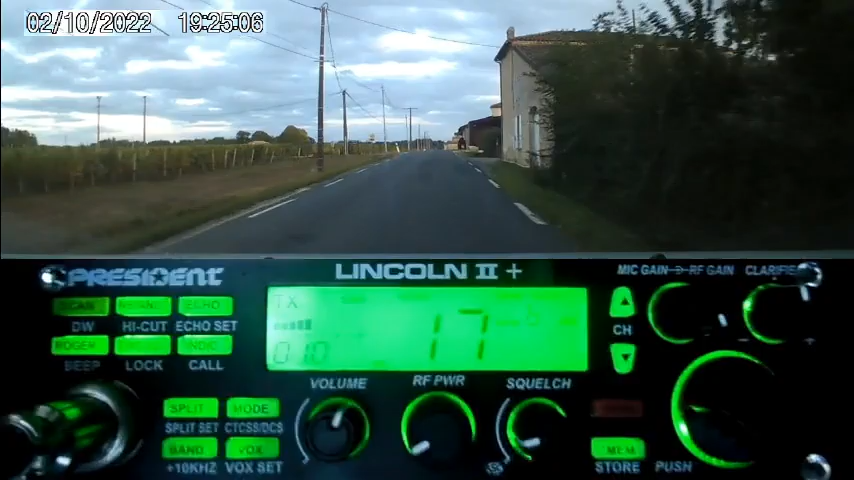 02/10/2022 19:25:06
PRESIDENT LINCOLN II + MIC GAIN RF GAIN CLARIFIER
SCAN ECHO
TX
DW HI-CUT ECHO SET
CH
17
ROGER
010
BEEP LOCK CALL
VOLUME RF PWR SQUELCH
SPLIT MODE
SPLIT SET CTCSS/DCS
BAND VOX MEM
+10KHZ VOX SET STORE PUSH